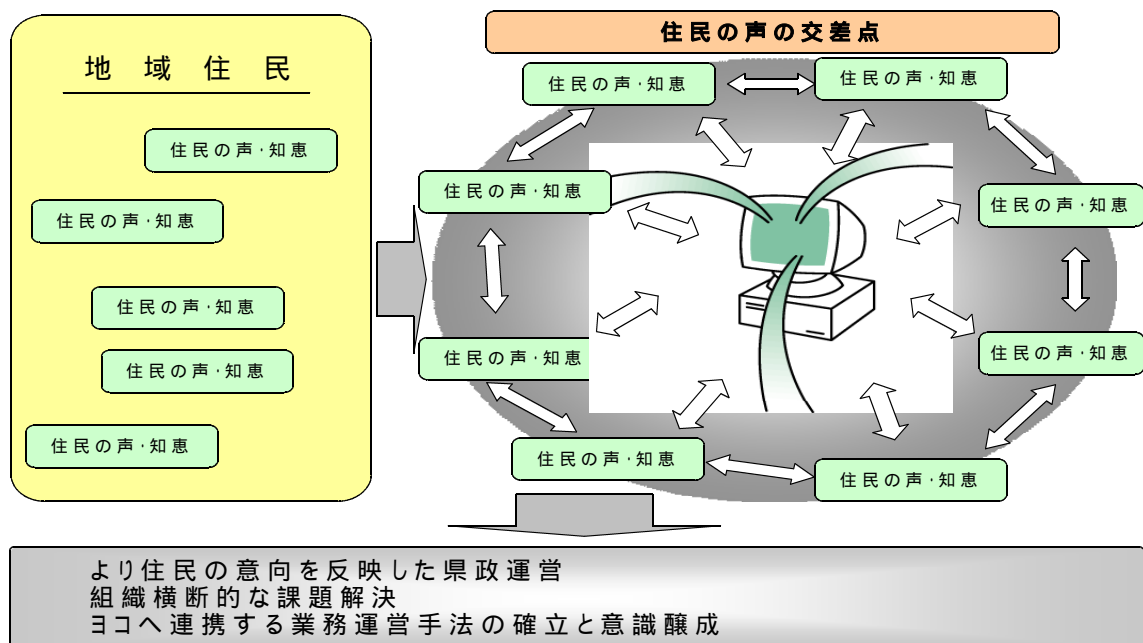 地域住民
住民の声・知恵
住民の声・知恵
住民の声・知恵
住民の声・知恵
住民の声・知恵
住民の声の交差点
住民の声・知恵
住民の声・知恵
住民の声・知恵
住民の声・知恵
住民の声・知恵
住民の声・知恵
住民の声・知恵
住民の声・知恵
より住民の意向を反映した県政運営
組織横断的な課題解決
ヨコへ連携する業務運営手法の確立と意識醸成